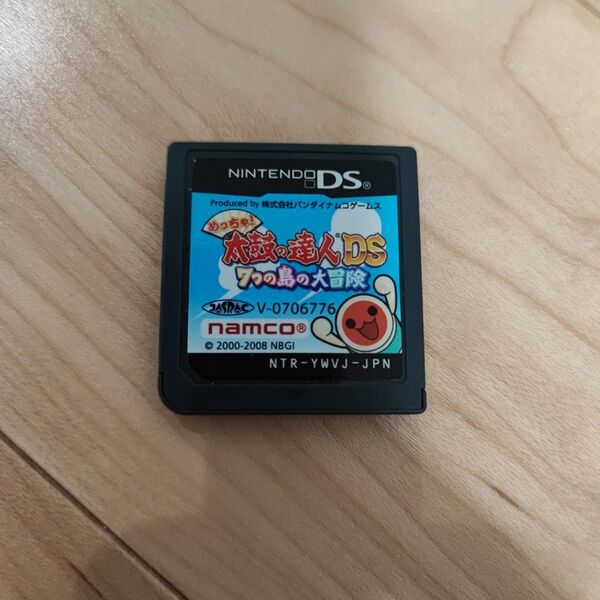 NINTENDO DS®
Produced by 株式会社バンダイナムコゲームス
めっちゃ!
太鼓の達人®DS
7つの島の大冒険
JASRAC V-0706776
namco®
© 2000-2008 NBGI
NTR-YWVJ-JPN